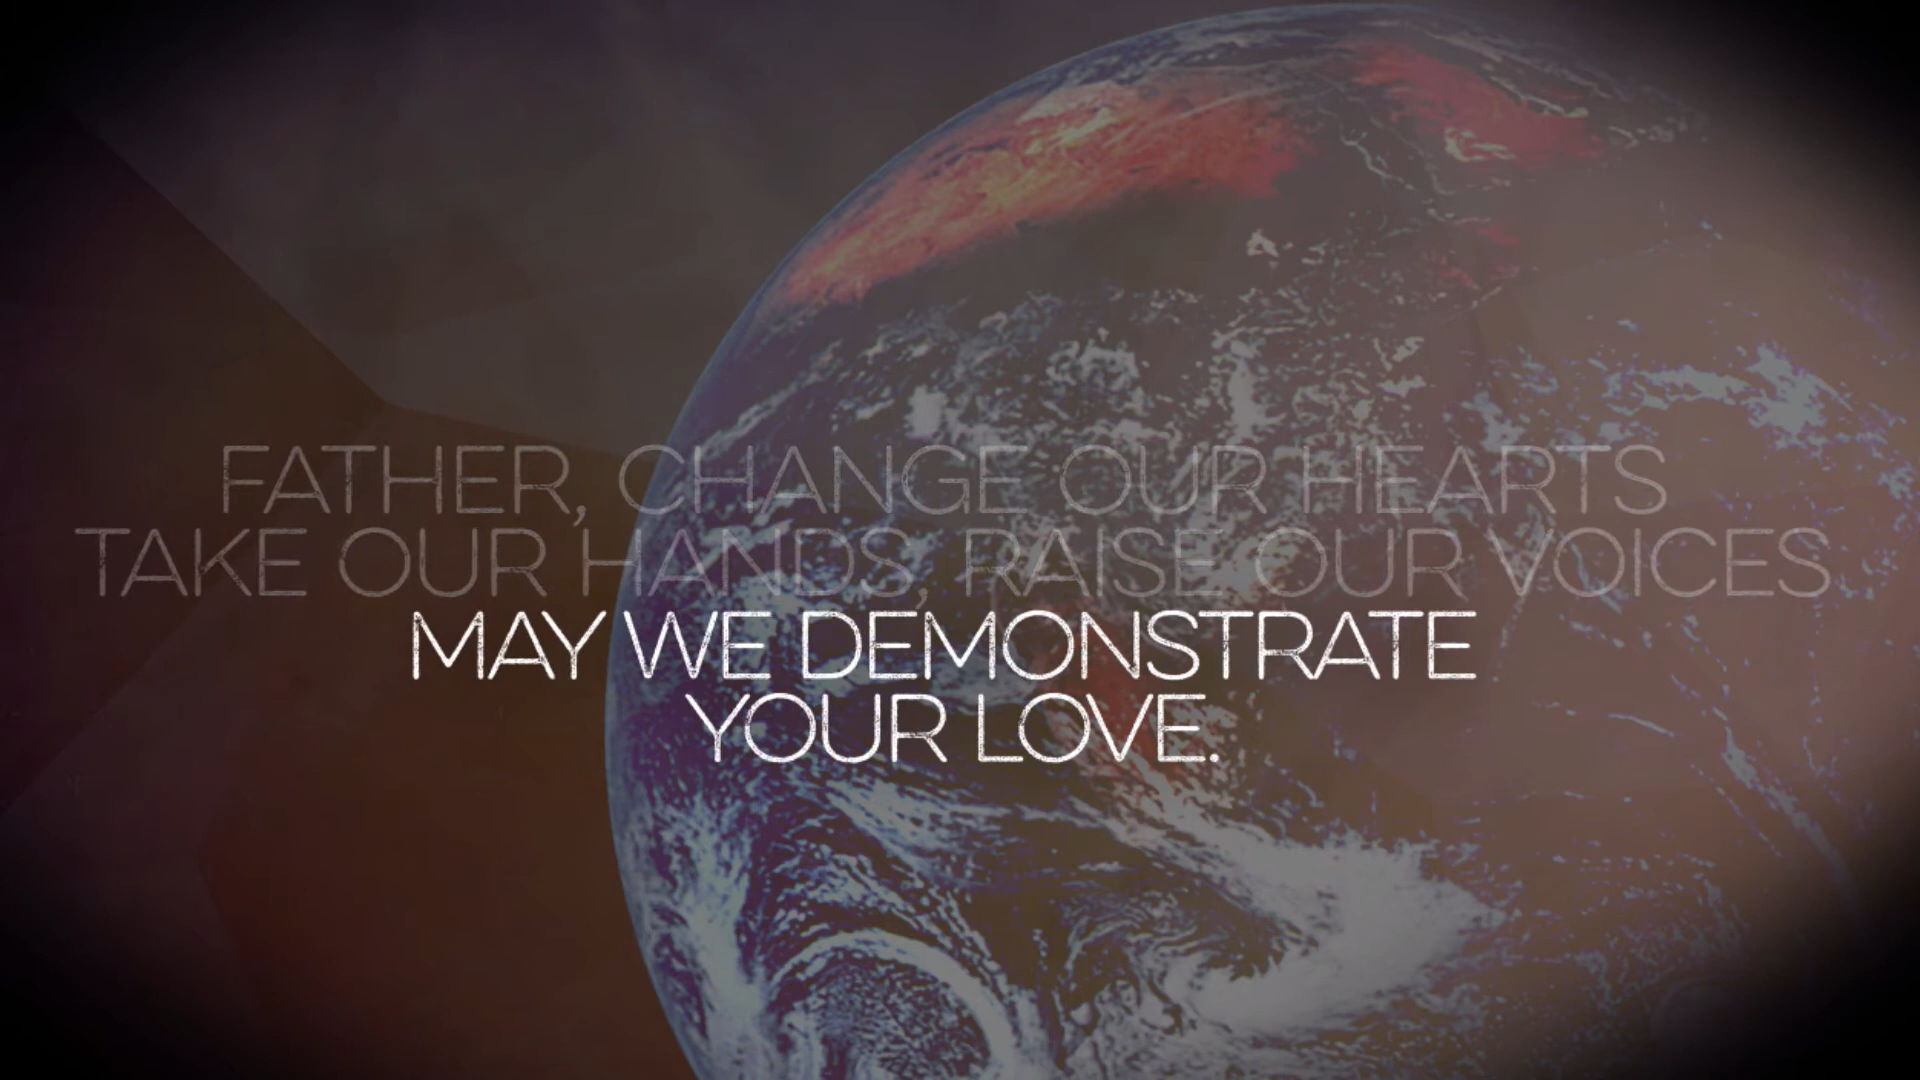 FATHER, CHANGE OUR HEARTS
TAKE OUR HANDS, RAISE OUR VOICES
MAY WE DEMONSTRATE
YOUR LOVE.